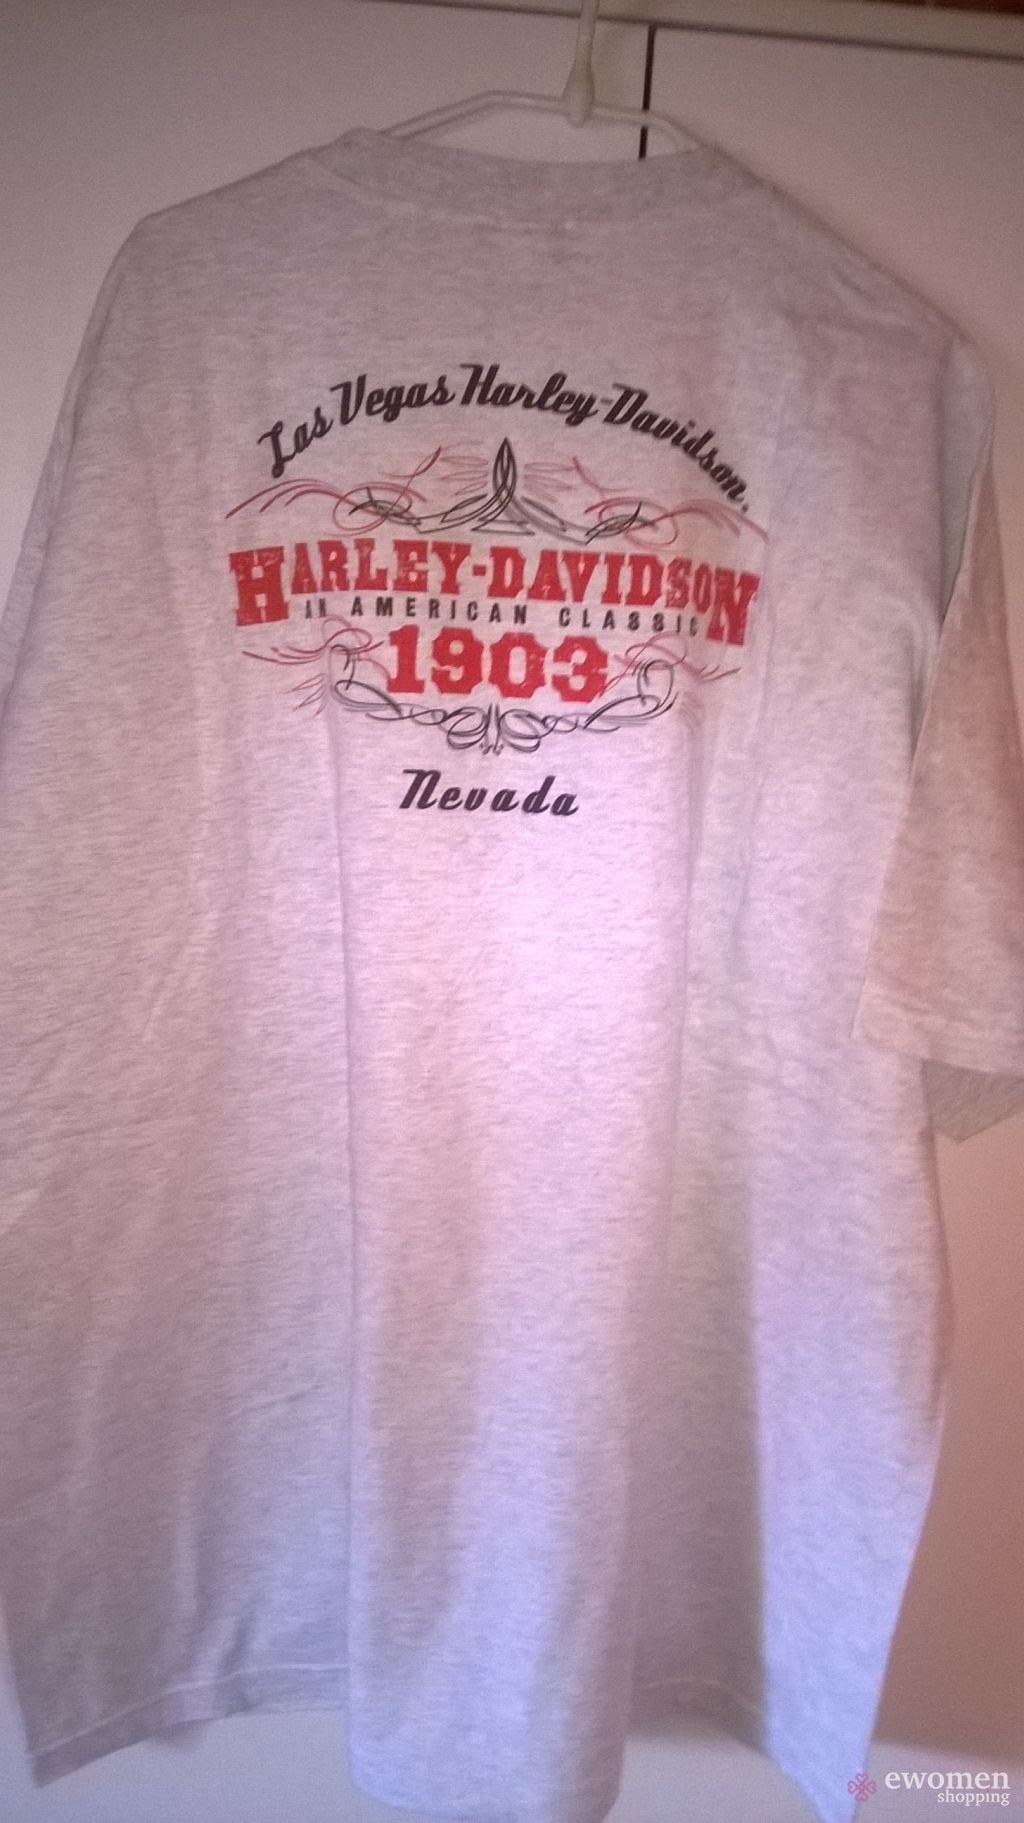 Las Vegas Harley-Davidson.
HARLEY-DAVIDSON
AN AMERICAN CLASSIC
1903
Nevada
ewomen
shopping